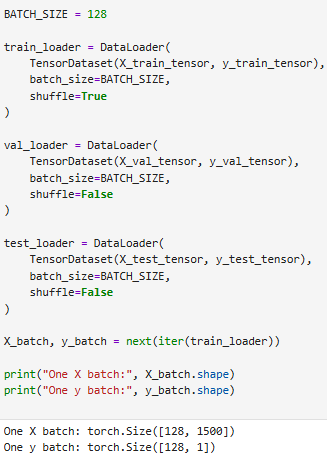 BATCH_SIZE = 128
train_loader = DataLoader(
    TensorDataset(X_train_tensor, y_train_tensor),
    batch_size=BATCH_SIZE,
    shuffle=True
)
val_loader = DataLoader(
    TensorDataset(X_val_tensor, y_val_tensor),
    batch_size=BATCH_SIZE,
    shuffle=False
)
test_loader = DataLoader(
    TensorDataset(X_test_tensor, y_test_tensor),
    batch_size=BATCH_SIZE,
    shuffle=False
)
X_batch, y_batch = next(iter(train_loader))
print("One X batch:", X_batch.shape)
print("One y batch:", y_batch.shape)
One X batch: torch.Size([128, 1500])
One y batch: torch.Size([128, 1])